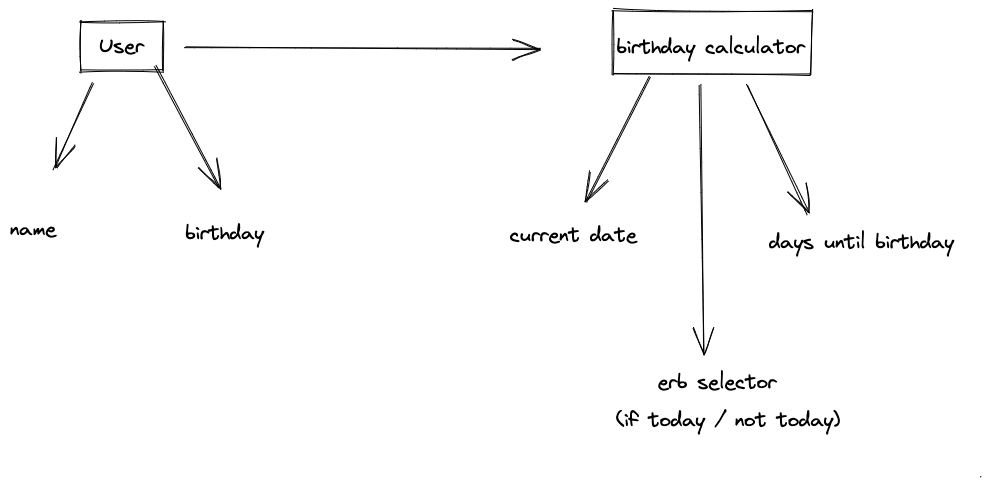 User
birthday calculator
name
birthday
current date
days until birthday
erb selector
(if today / not today)